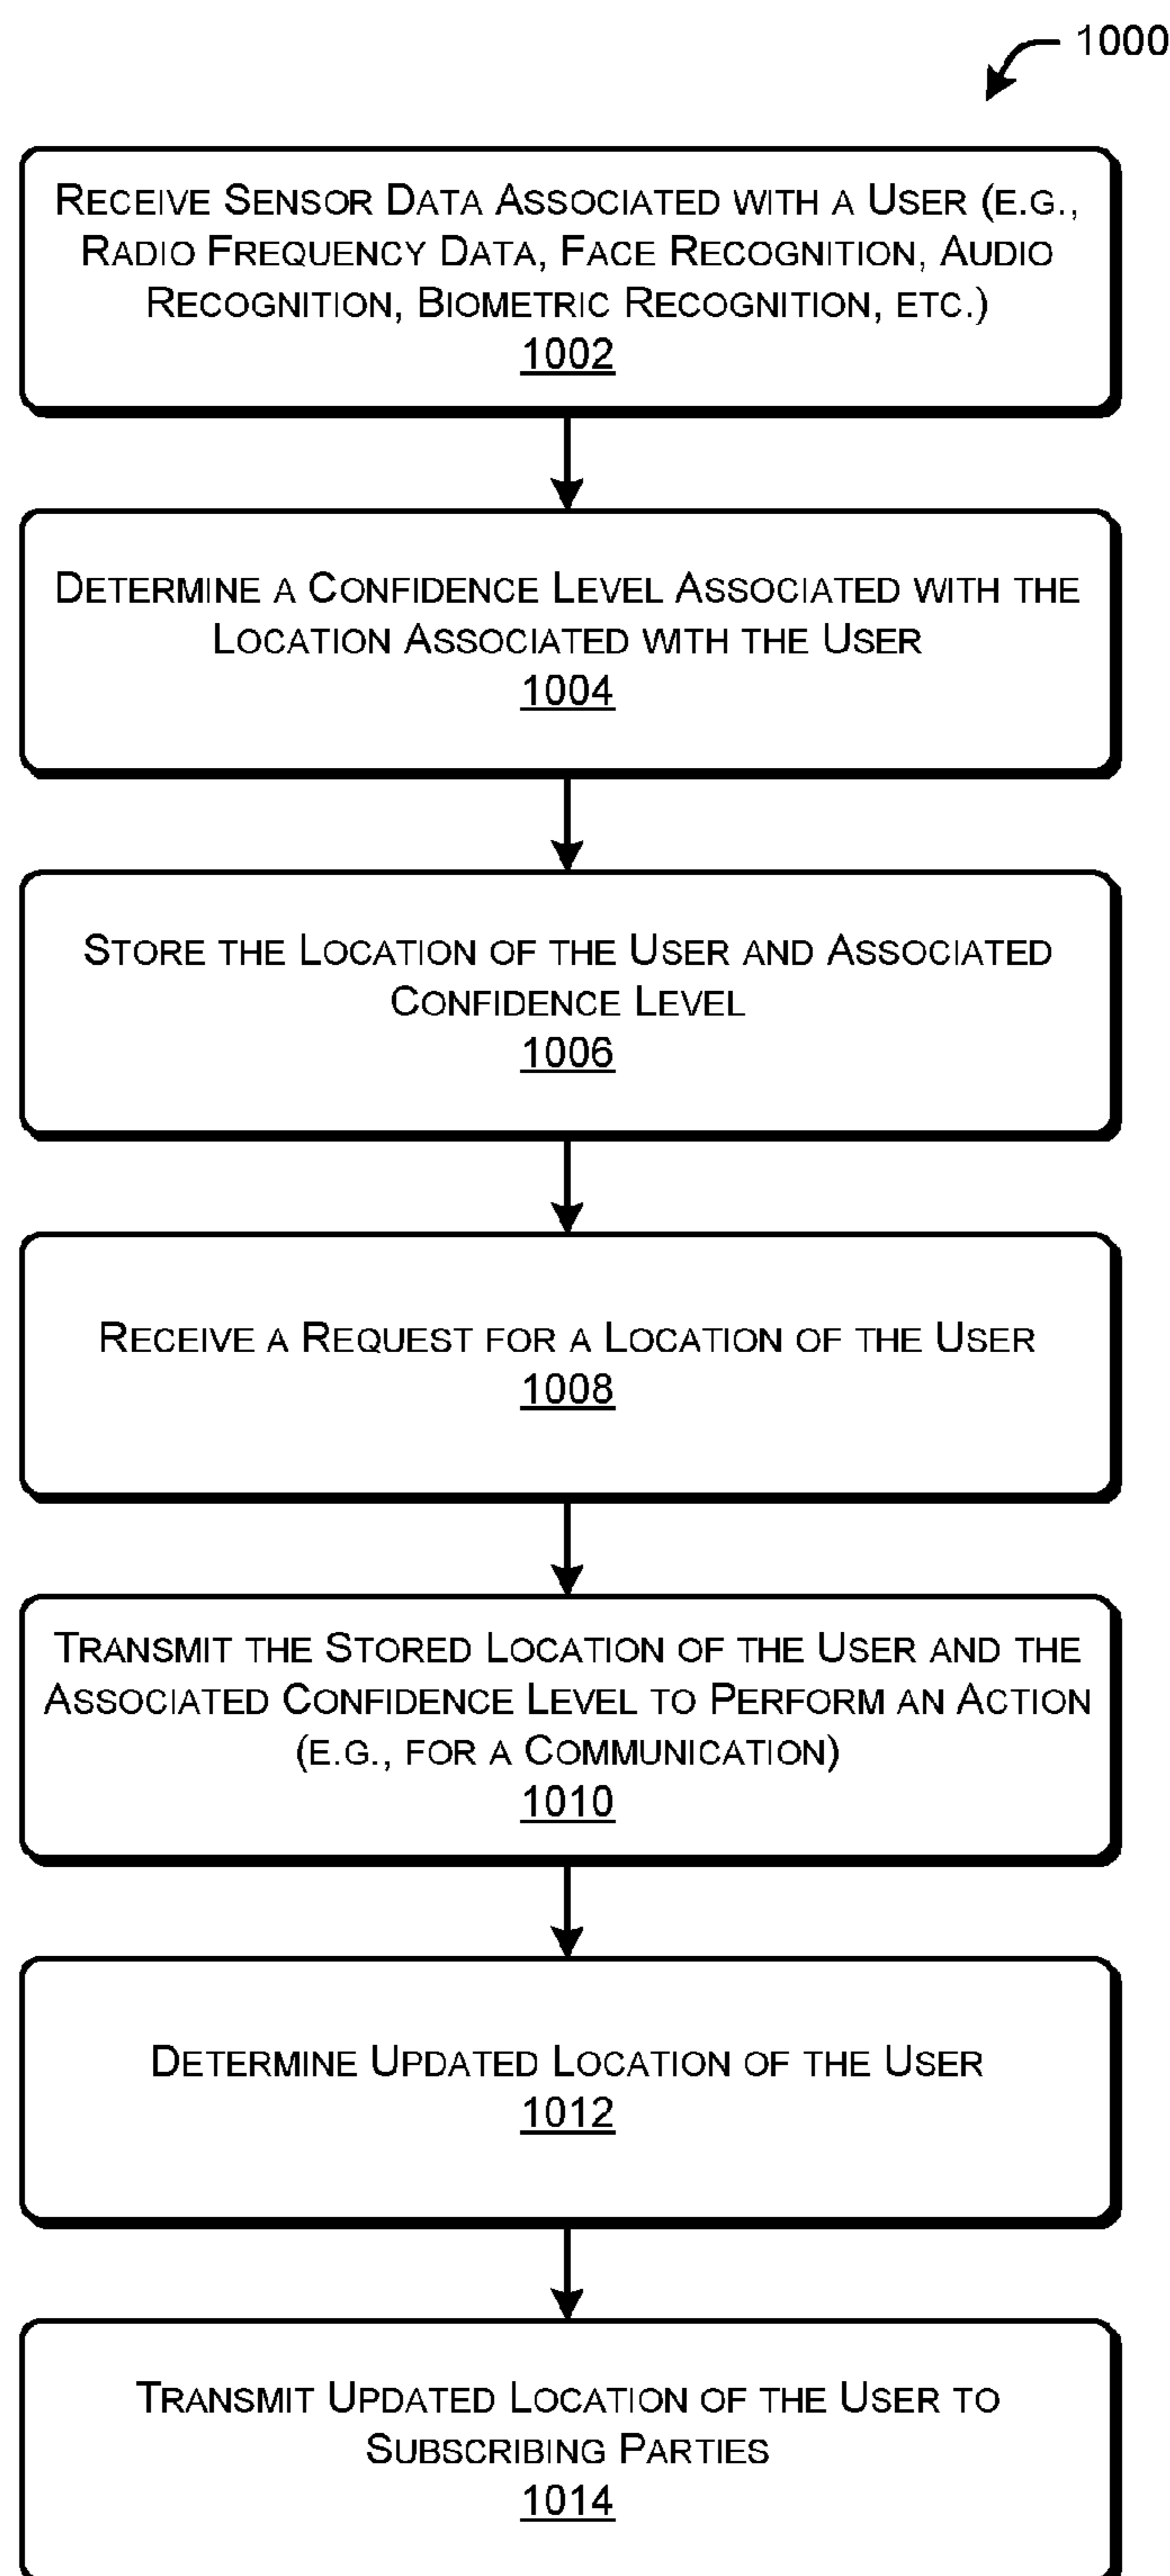 1000
RECEIVE SENSOR DATA ASSOCIATED WITH A USER (E.G.,
RADIO FREQUENCY DATA, FACE RECOGNITION, AUDIO
RECOGNITION, BIOMETRIC RECOGNITION, ETC.)
1002
DETERMINE A CONFIDENCE LEVEL ASSOCIATED WITH THE
LOCATION ASSOCIATED WITH THE USER
1004
STORE THE LOCATION OF THE USER AND ASSOCIATED
CONFIDENCE LEVEL
1006
RECEIVE A REQUEST FOR A LOCATION OF THE USER
1008
TRANSMIT THE STORED LOCATION OF THE USER AND THE
ASSOCIATED CONFIDENCE LEVEL TO PERFORM AN ACTION
(E.G., FOR A COMMUNICATION)
1010
DETERMINE UPDATED LOCATION OF THE USER
1012
TRANSMIT UPDATED LOCATION OF THE USER TO
SUBSCRIBING PARTIES
1014